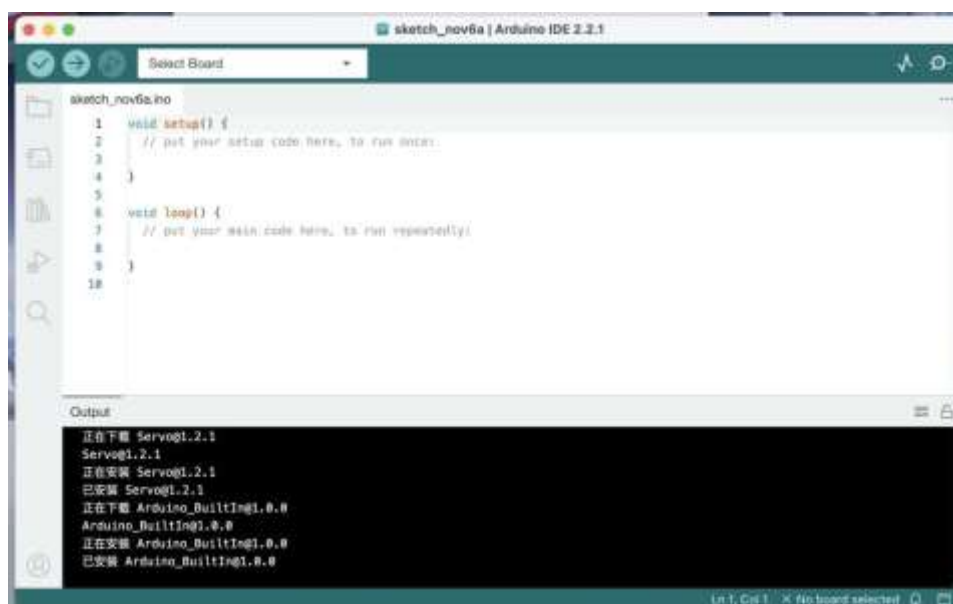 sketch_nov6a | Arduino IDE 2.2.1
Select Board
sketch_nov6a.ino
...
1 void setup() {
2 // put your setup code here, to run once:
3
4 }
5
6 void loop() {
7 // put your main code here, to run repeatedly:
8
9 }
10
Output
正在下载 Servo@1.2.1
Servo@1.2.1
正在安装 Servo@1.2.1
已安装 Servo@1.2.1
正在下载 Arduino_BuiltIn@1.0.0
Arduino_BuiltIn@1.0.0
正在安装 Arduino_BuiltIn@1.0.0
已安装 Arduino_BuiltIn@1.0.0
Ln 1, Col 1 × No board selected